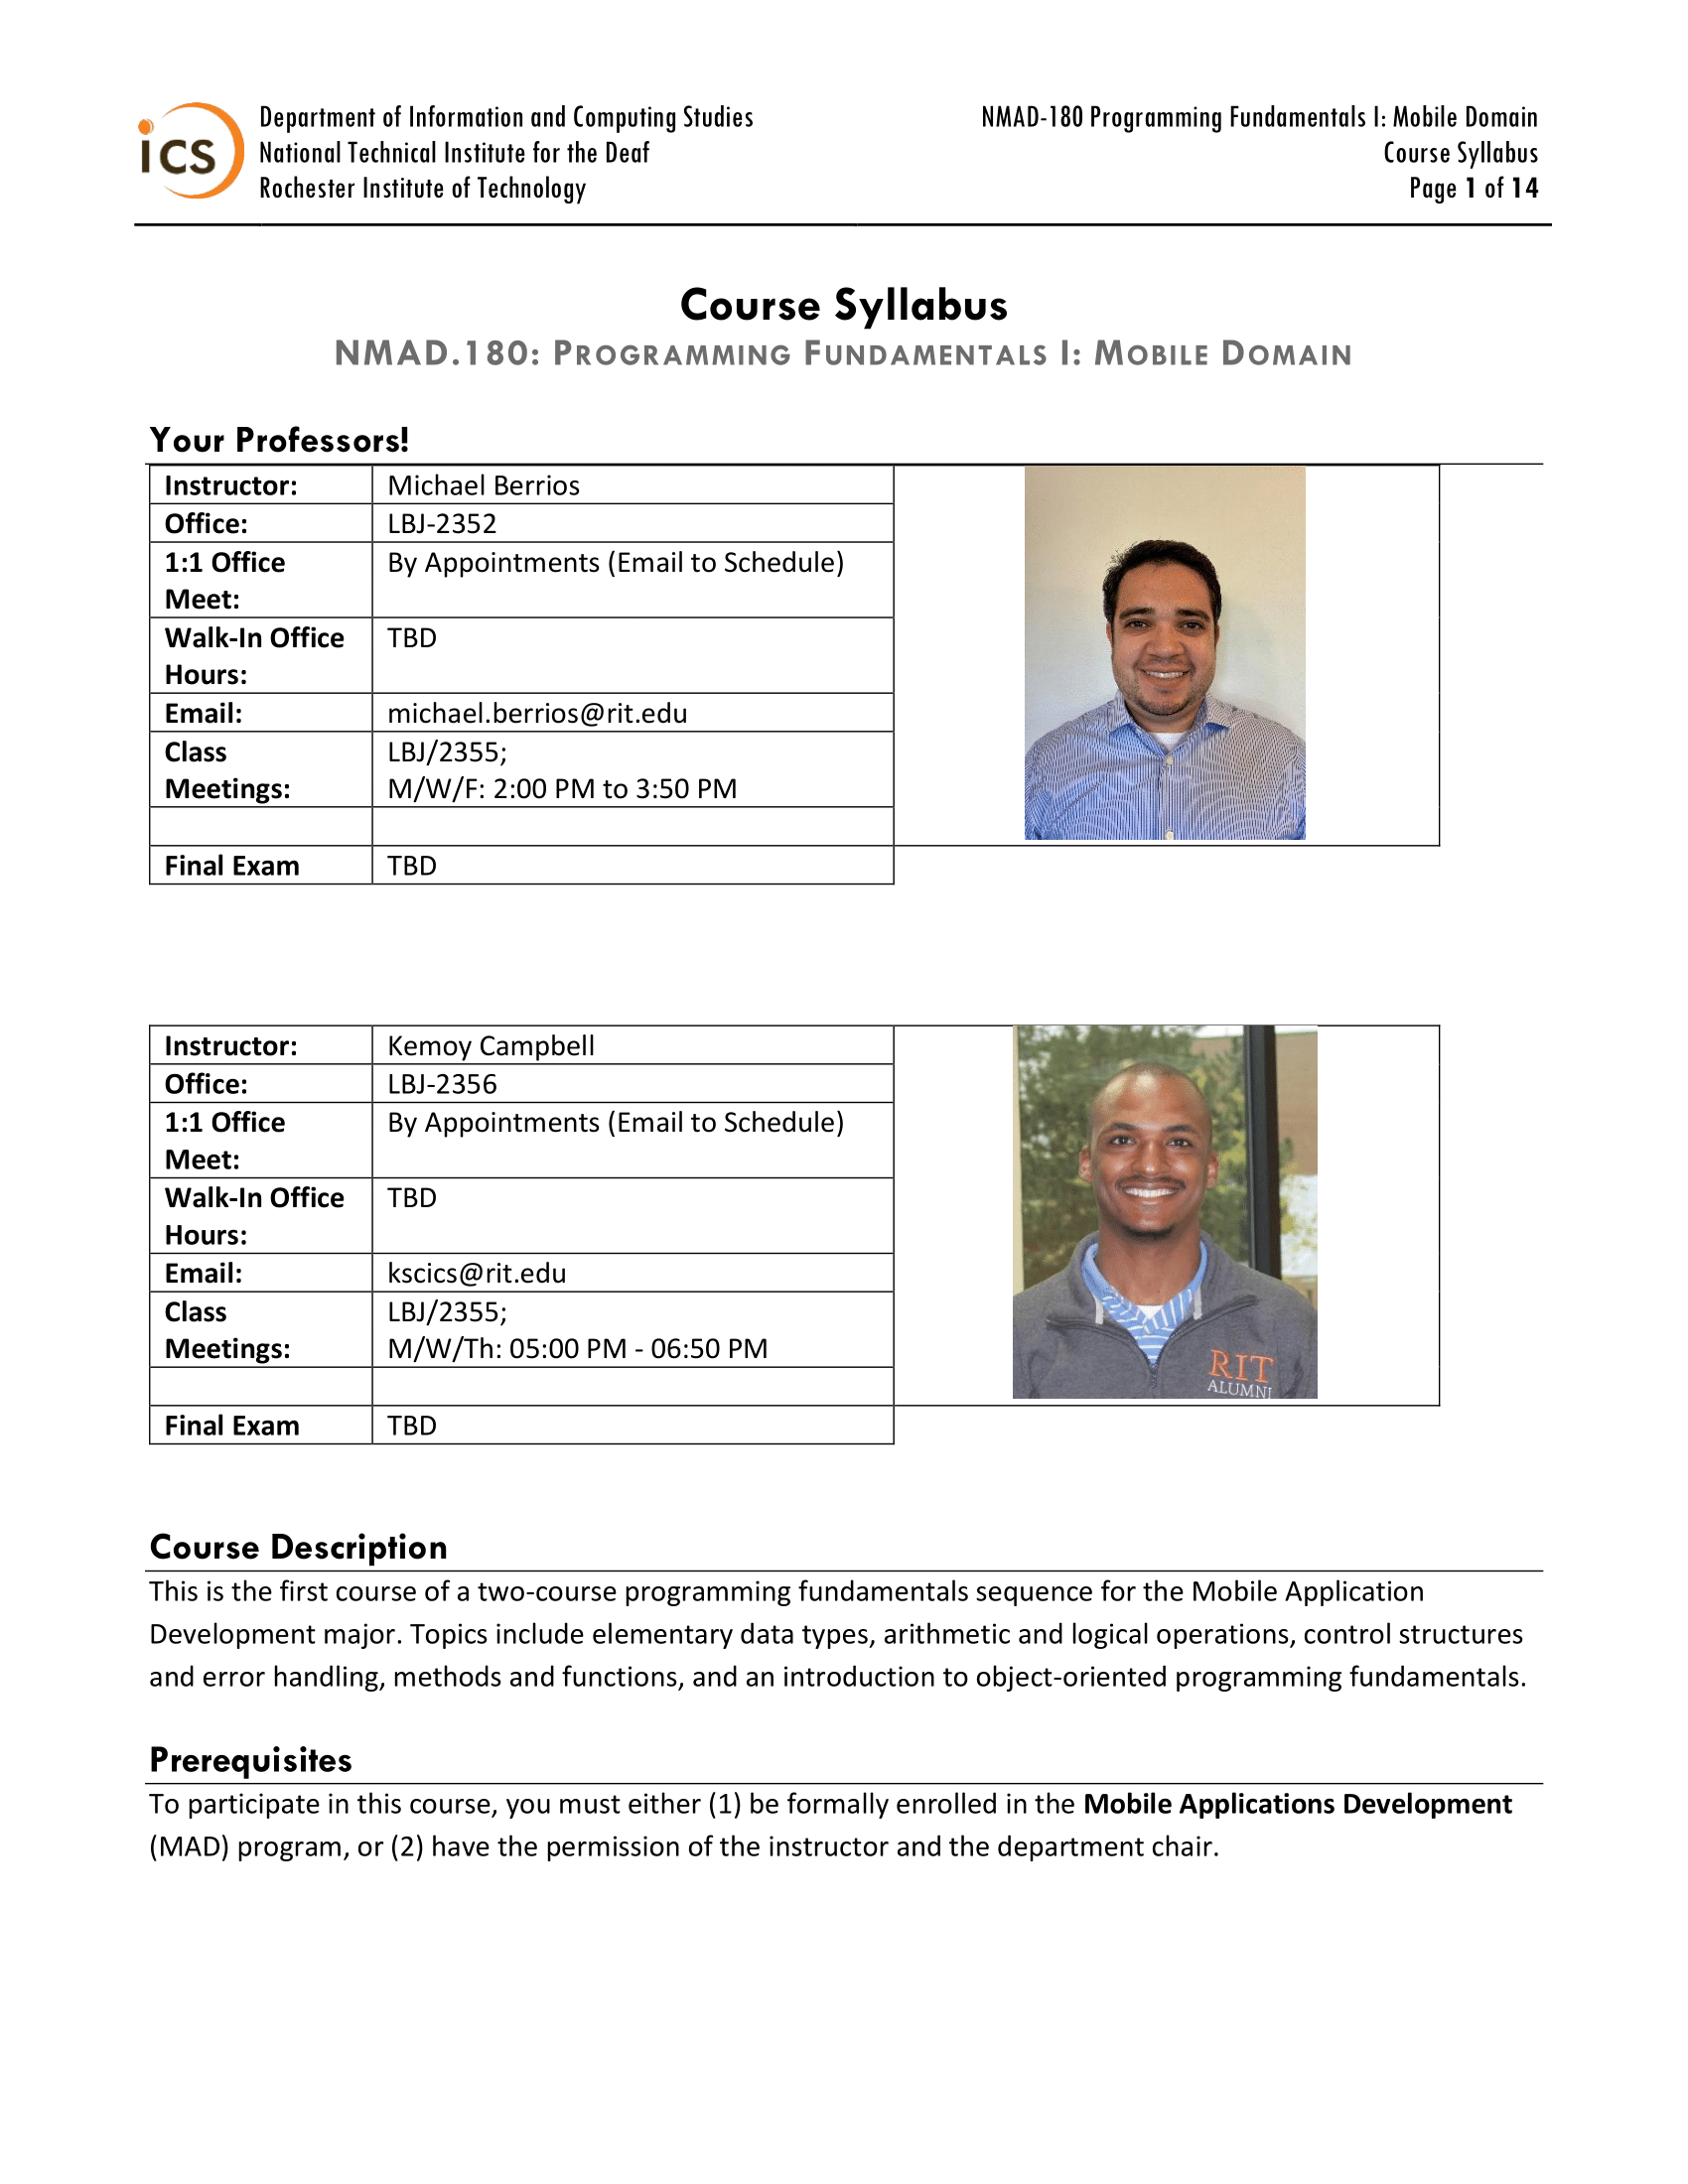 ics
Department of Information and Computing Studies
National Technical Institute for the Deaf
Rochester Institute of Technology
NMAD-180 Programming Fundamentals I: Mobile Domain
Course Syllabus
Page 1 of 14
Course Syllabus
NMAD.180: PROGRAMMING FUNDAMENTALS I: MOBILE DOMAIN
Your Professors!
Instructor: Michael Berrios
Office: LBJ-2352
1:1 Office By Appointments (Email to Schedule)
Meet:
Walk-In Office TBD
Hours:
Email: michael.berrios@rit.edu
Class LBJ/2355;
Meetings: M/W/F: 2:00 PM to 3:50 PM
Final Exam TBD
Instructor: Kemoy Campbell
Office: LBJ-2356
1:1 Office By Appointments (Email to Schedule)
Meet:
Walk-In Office TBD
Hours:
Email: kscics@rit.edu
Class LBJ/2355;
Meetings: M/W/Th: 05:00 PM - 06:50 PM
Final Exam TBD
RIT
ALUMNI
Course Description
This is the first course of a two-course programming fundamentals sequence for the Mobile Application
Development major. Topics include elementary data types, arithmetic and logical operations, control structures
and error handling, methods and functions, and an introduction to object-oriented programming fundamentals.
Prerequisites
To participate in this course, you must either (1) be formally enrolled in the Mobile Applications Development
(MAD) program, or (2) have the permission of the instructor and the department chair.